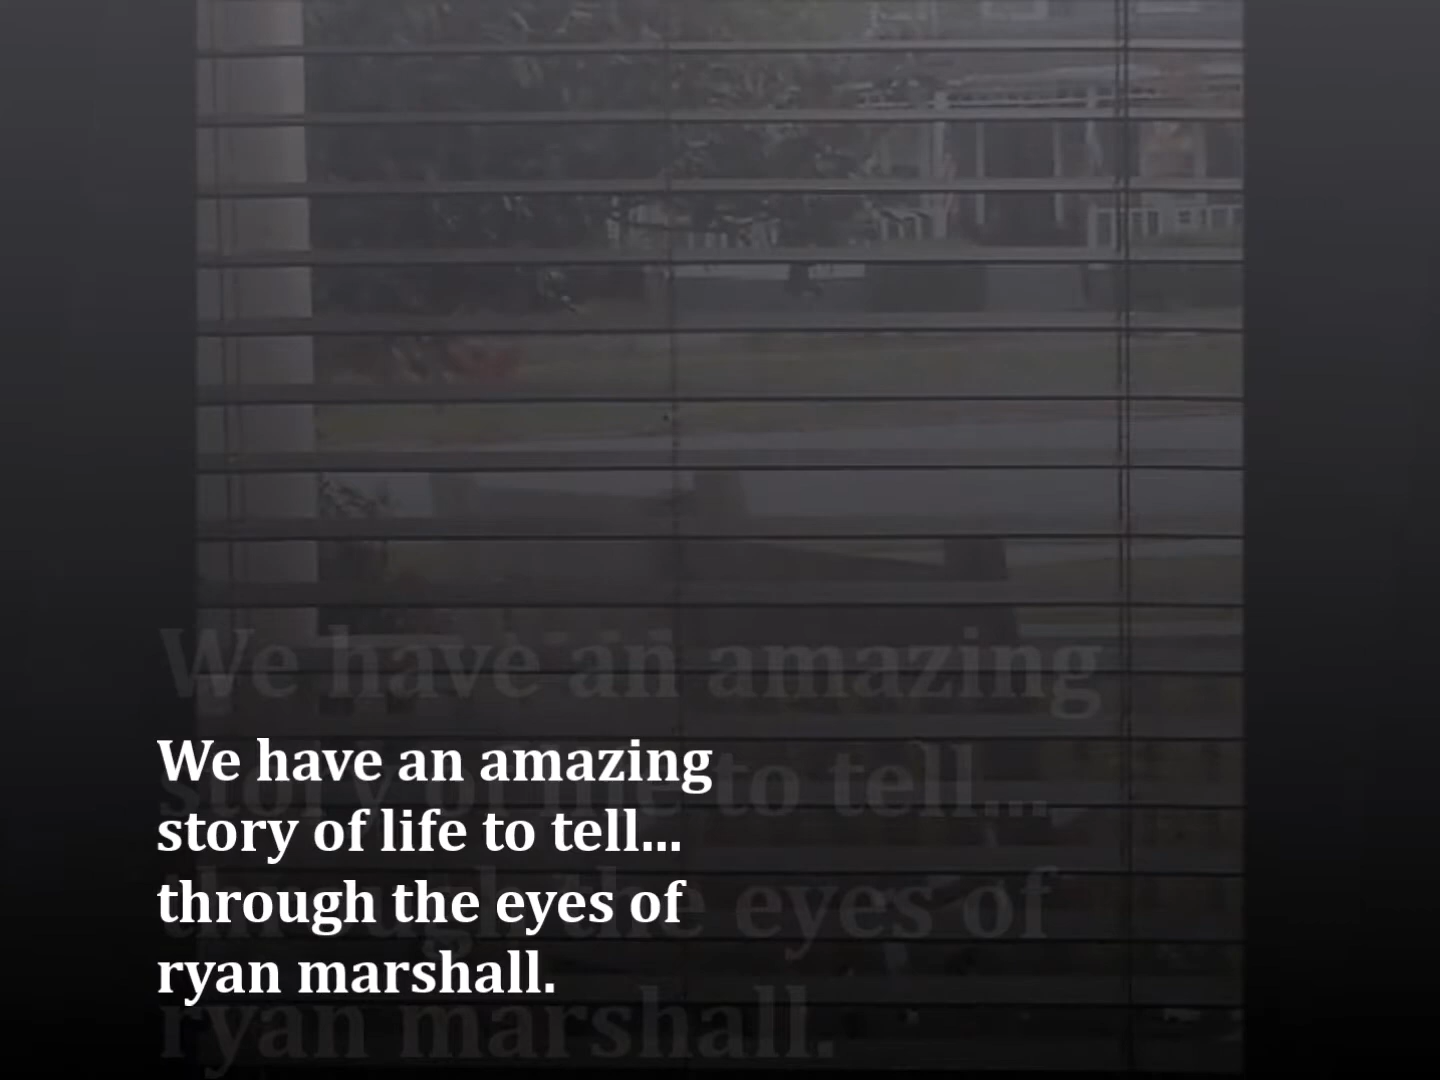 We have an amazing
story of life to tell...
through the eyes of
ryan marshall.